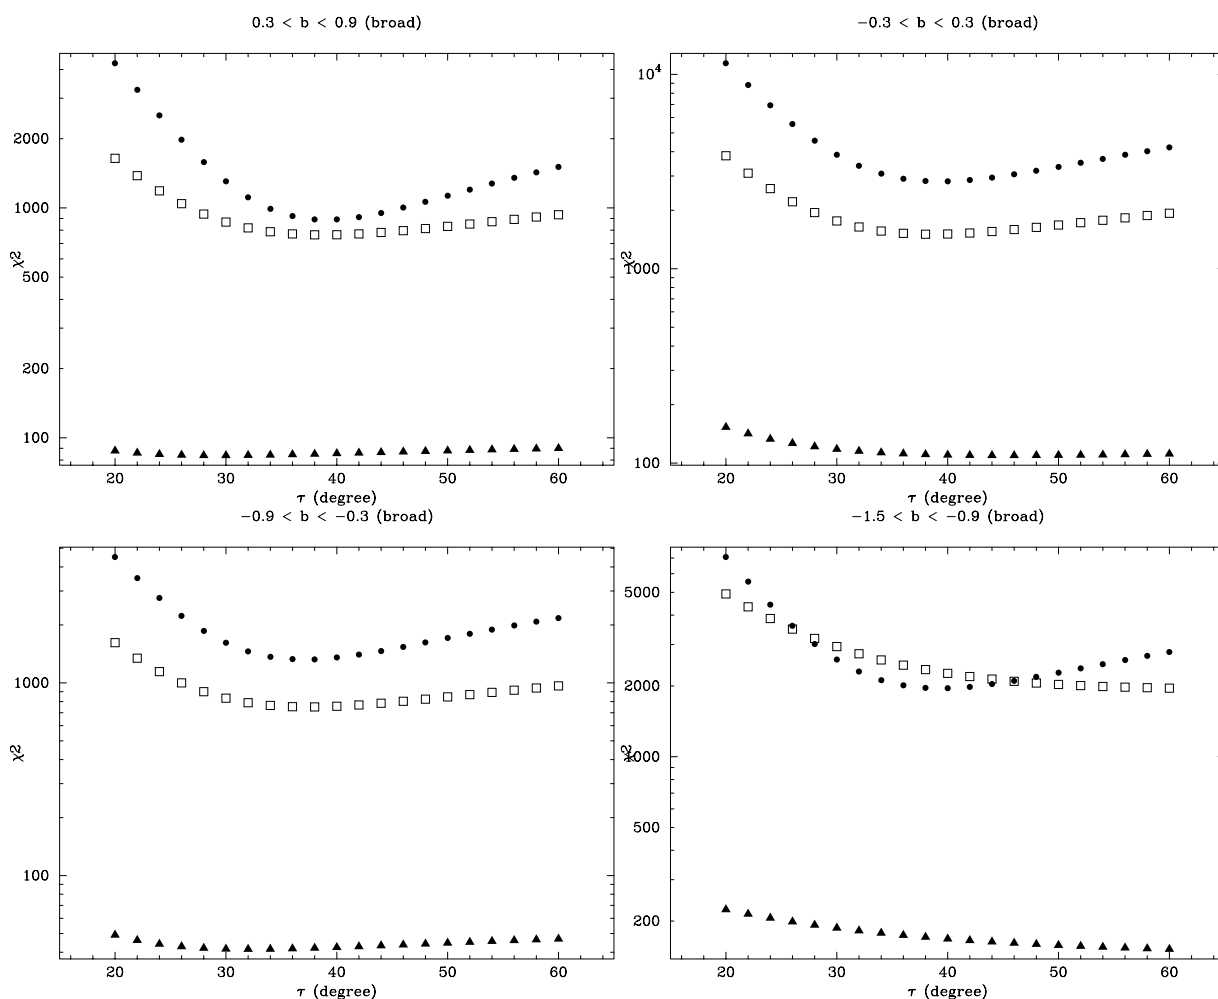 0.3 < b < 0.9 (broad)
2000
1000
500
200
100
χ2
20 30 40 50 60
τ (degree)
−0.3 < b < 0.3 (broad)
10^4
1000
100
χ2
20 30 40 50 60
τ (degree)
−0.9 < b < −0.3 (broad)
1000
100
χ2
20 30 40 50 60
τ (degree)
−1.5 < b < −0.9 (broad)
5000
2000
1000
500
200
χ2
20 30 40 50 60
τ (degree)